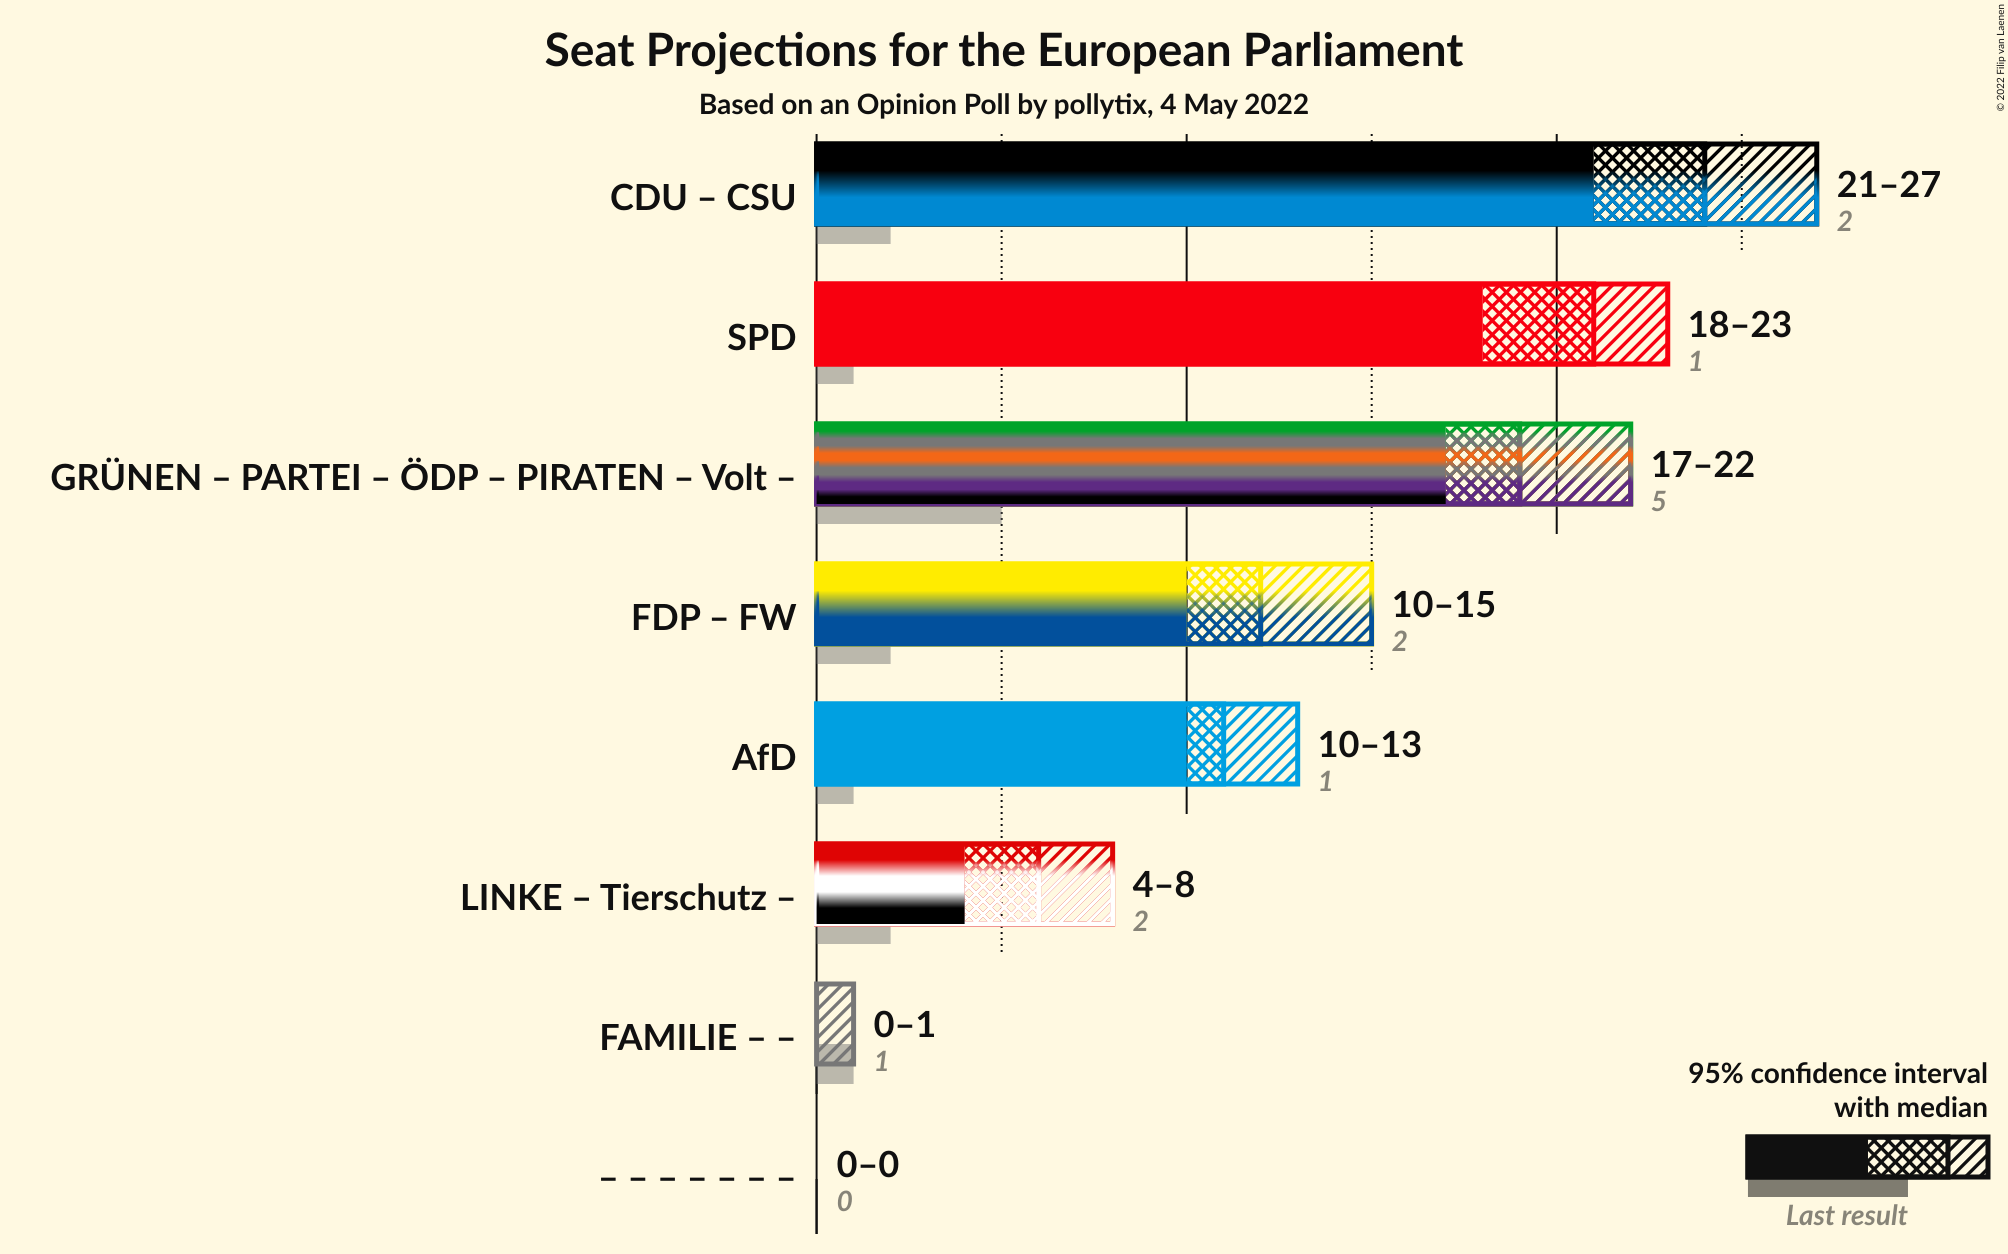 Seat Projections for the European Parliament
Based on an Opinion Poll by pollytix, 4 May 2022
© 2022 Filip van Laenen
CDU – CSU
21–27
2
SPD
18–23
1
GRÜNEN – PARTEI – ÖDP – PIRATEN – Volt –
17–22
5
FDP – FW
10–15
2
AfD
10–13
1
LINKE – Tierschutz –
4–8
2
FAMILIE – –
0–1
1
– – – – – – –
0–0
0
95% confidence interval
with median
Last result